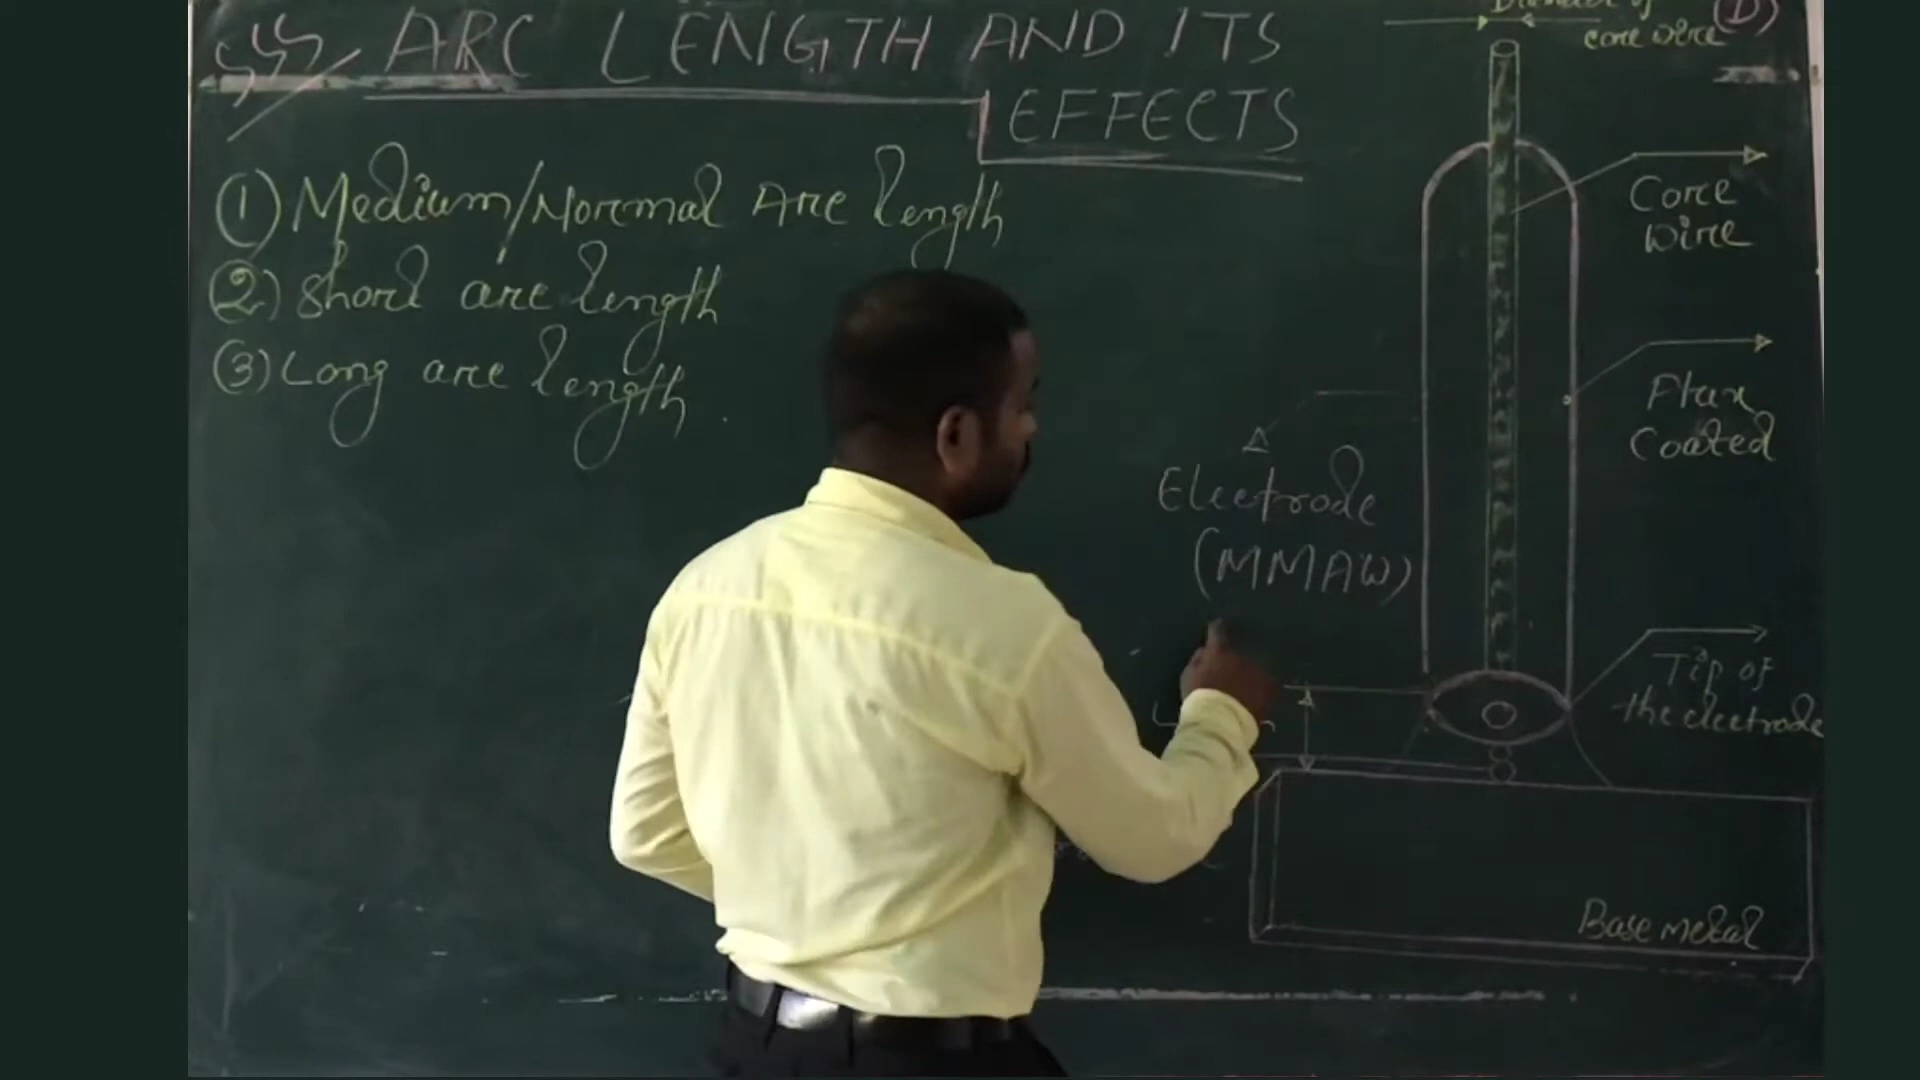 ARC LENGTH AND ITS
EFFECTS
(1) Medium/Normal Arc length
(2) Short arc length
(3) Long arc length
Diameter of
core wire (D)
Core
wire
Flux
Coated
Electrode
(MMAW)
Tip of
the electrode
Base metal